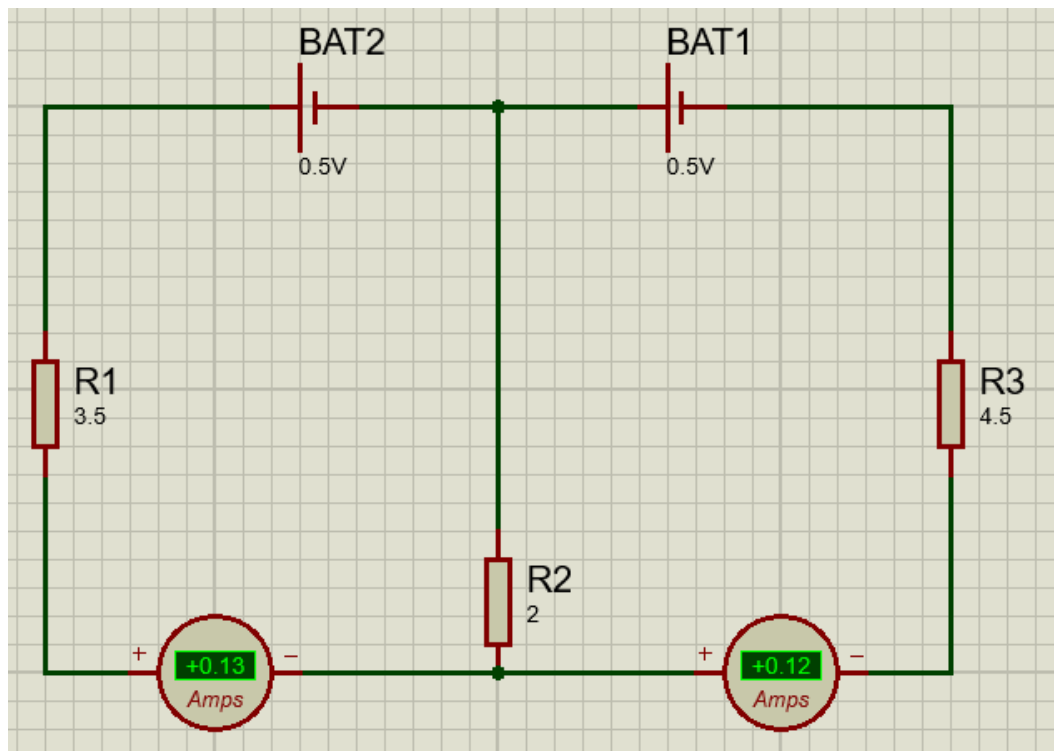 BAT2
BAT1
0.5V
0.5V
R1
3.5
R3
4.5
R2
2
+ +0.13 −
Amps
+ +0.12 −
Amps